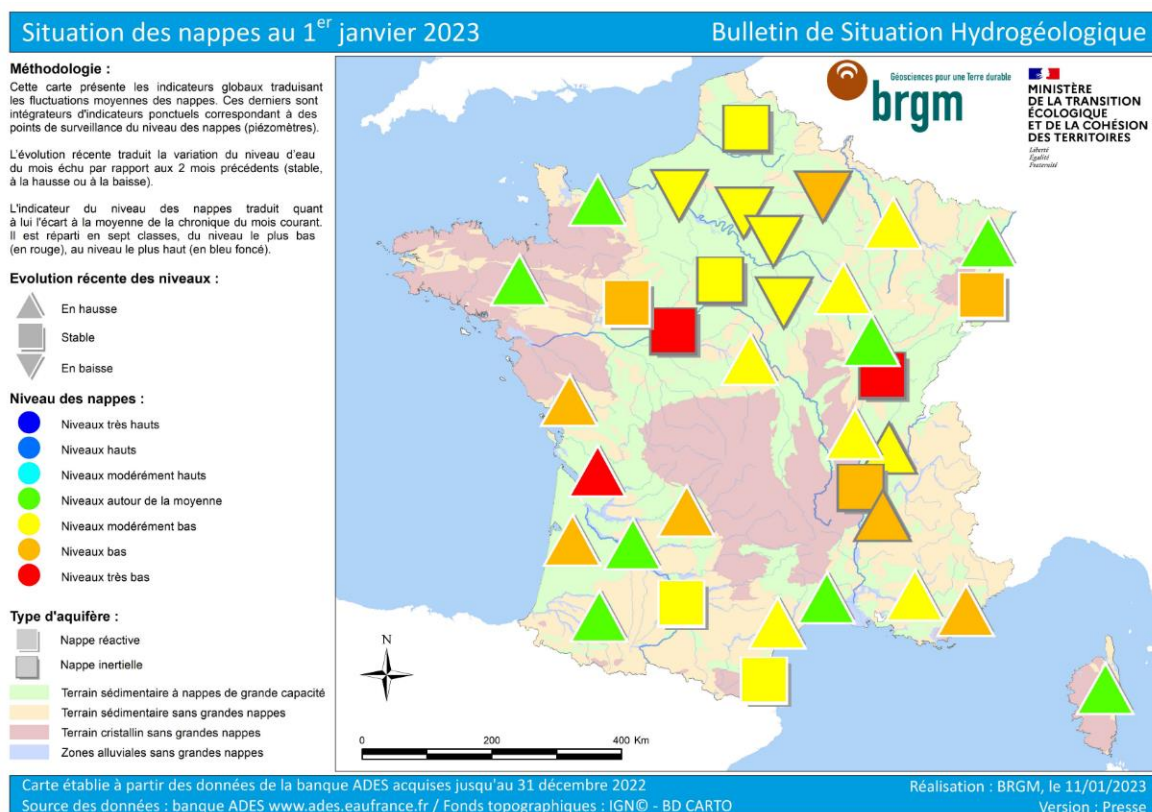 Situation des nappes au 1er janvier 2023
Bulletin de Situation Hydrogéologique
Méthodologie :
Cette carte présente les indicateurs globaux traduisant
les fluctuations moyennes des nappes. Ces derniers sont
intégrateurs d'indicateurs ponctuels correspondant à des
points de surveillance du niveau des nappes (piézomètres).
L'évolution récente traduit la variation du niveau d'eau
du mois échu par rapport aux 2 mois précédents (stable,
à la hausse ou à la baisse).
L'indicateur du niveau des nappes traduit quant
à lui l'écart à la moyenne de la chronique du mois courant.
Il est réparti en sept classes, du niveau le plus bas
(en rouge), au niveau le plus haut (en bleu foncé).
Evolution récente des niveaux :
En hausse
Stable
En baisse
Niveau des nappes :
Niveaux très hauts
Niveaux hauts
Niveaux modérément hauts
Niveaux autour de la moyenne
Niveaux modérément bas
Niveaux bas
Niveaux très bas
Type d'aquifère :
Nappe réactive
Nappe inertielle
Terrain sédimentaire à nappes de grande capacité
Terrain sédimentaire sans grandes nappes
Terrain cristallin sans grandes nappes
Zones alluviales sans grandes nappes
Géosciences pour une Terre durable
brgm
MINISTÈRE
DE LA TRANSITION
ÉCOLOGIQUE
ET DE LA COHÉSION
DES TERRITOIRES
Liberté
Égalité
Fraternité
N
0 200 400 Km
Carte établie à partir des données de la banque ADES acquises jusqu'au 31 décembre 2022
Source des données : banque ADES www.ades.eaufrance.fr / Fonds topographiques : IGN© - BD CARTO
Réalisation : BRGM, le 11/01/2023
Version : Presse